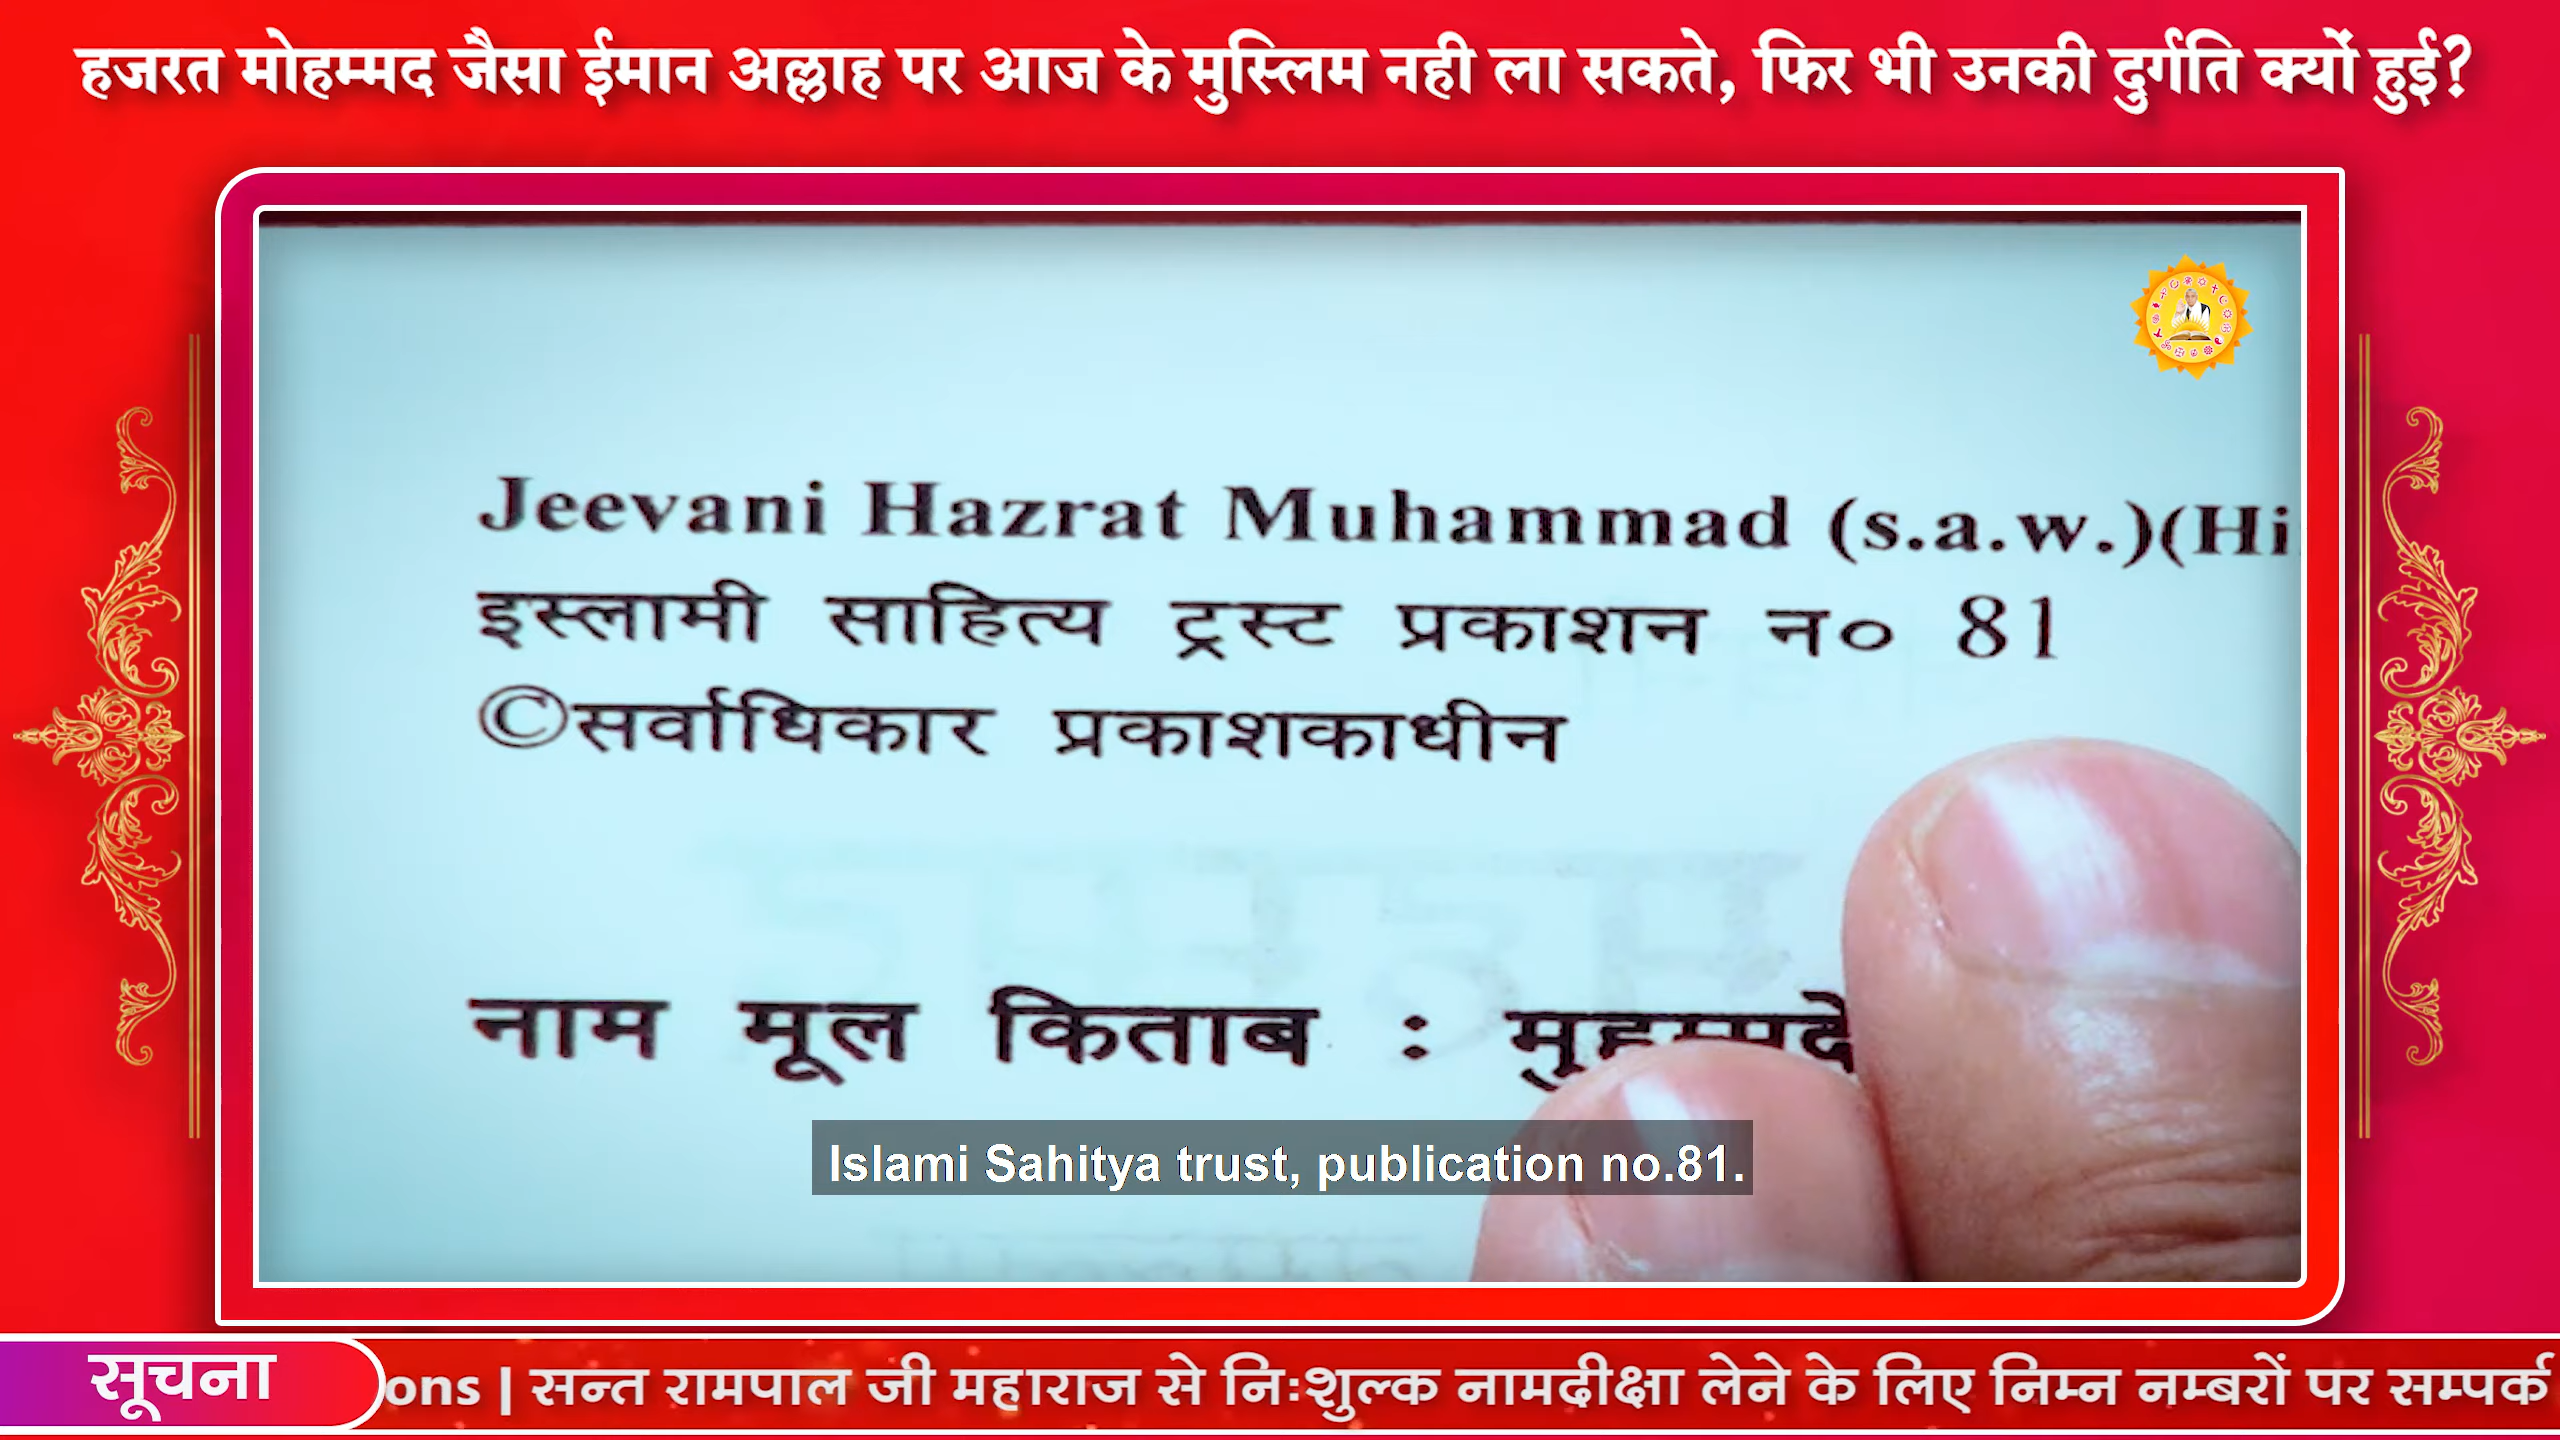 हजरत मोहम्मद जैसा ईमान अल्लाह पर आज के मुस्लिम नही ला सकते, फिर भी उनकी दुर्गति क्यों हुई?
Jeevani Hazrat Muhammad (s.a.w.)(Hi
इस्लामी साहित्य ट्रस्ट प्रकाशन न० 81
©सर्वाधिकार प्रकाशकाधीन
नाम मूल किताब : मुहम्मदे
Islami Sahitya trust, publication no.81.
सूचना
ons | सन्त रामपाल जी महाराज से निःशुल्क नामदीक्षा लेने के लिए निम्न नम्बरों पर सम्पर्क